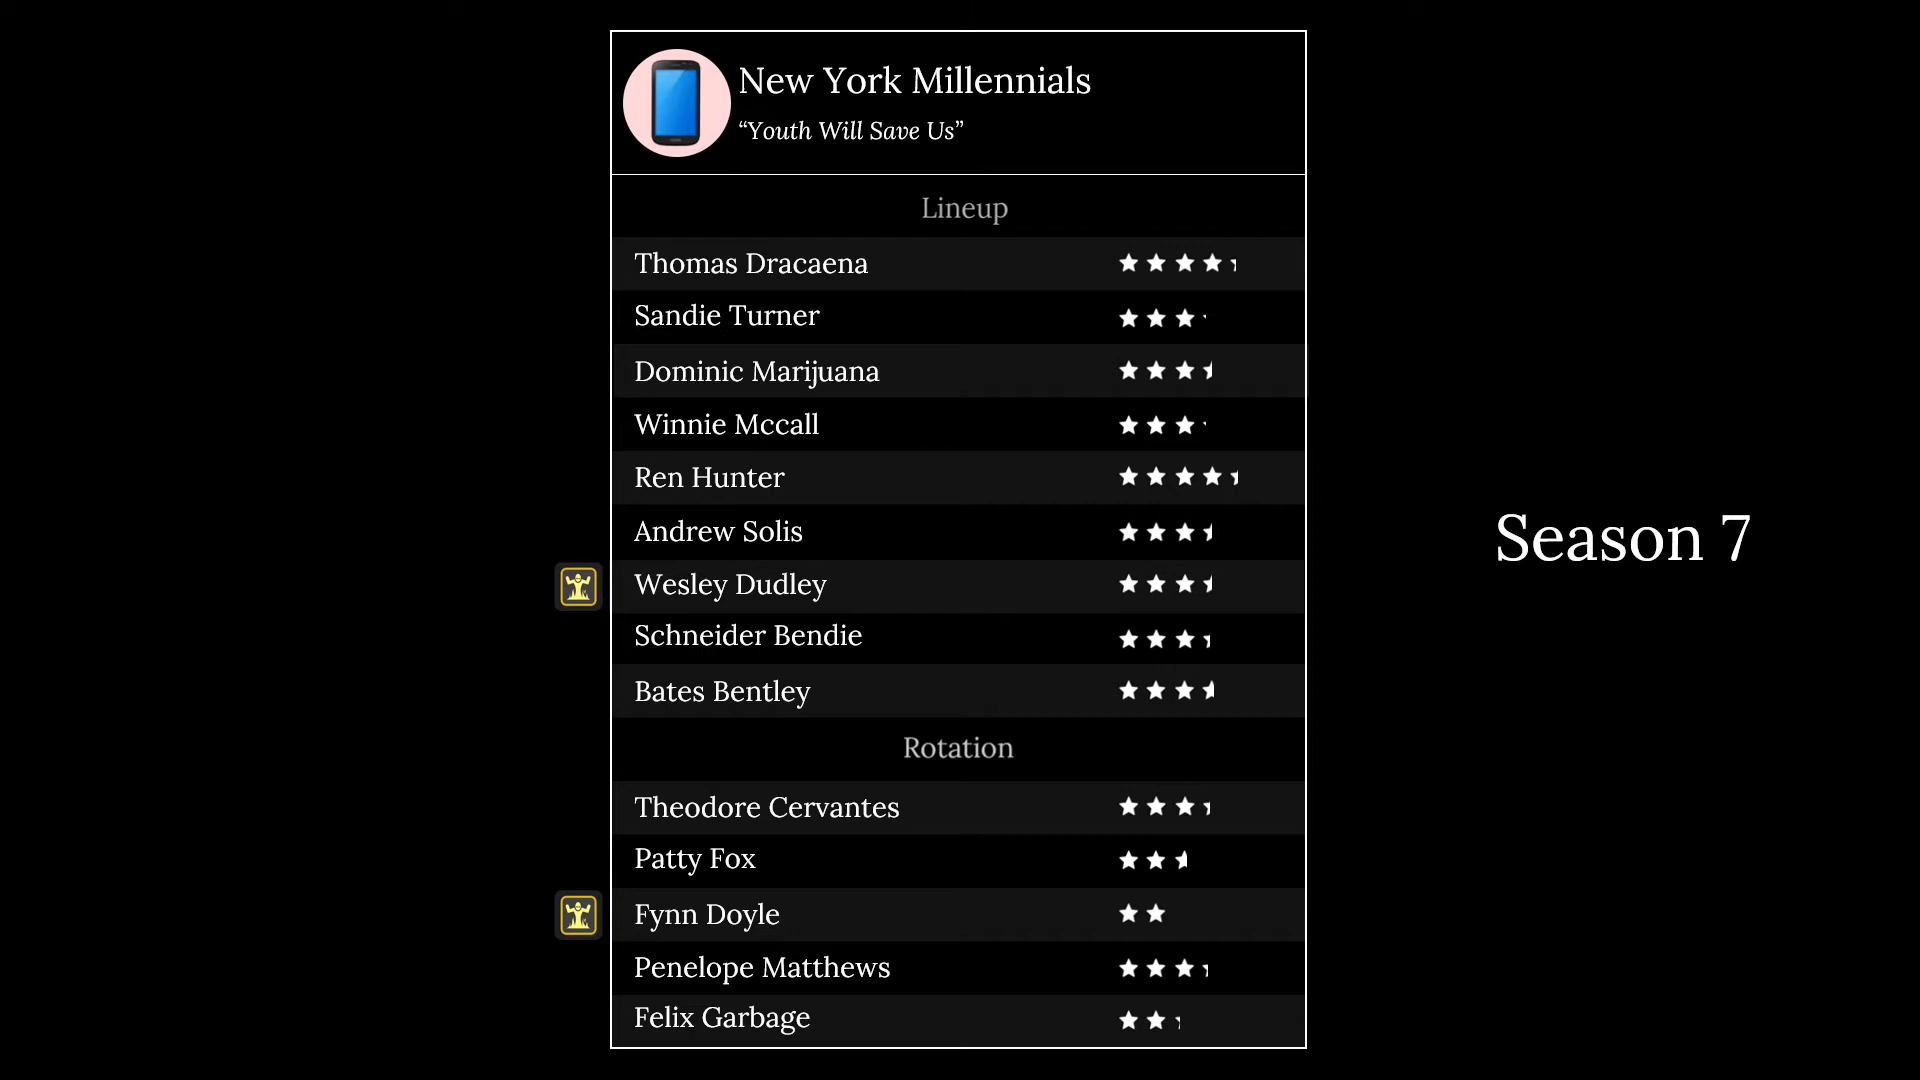 New York Millennials
“Youth Will Save Us”
Lineup
Thomas Dracaena
Sandie Turner
Dominic Marijuana
Winnie Mccall
Ren Hunter
Andrew Solis
Wesley Dudley
Schneider Bendie
Bates Bentley
Rotation
Theodore Cervantes
Patty Fox
Fynn Doyle
Penelope Matthews
Felix Garbage
Season 7